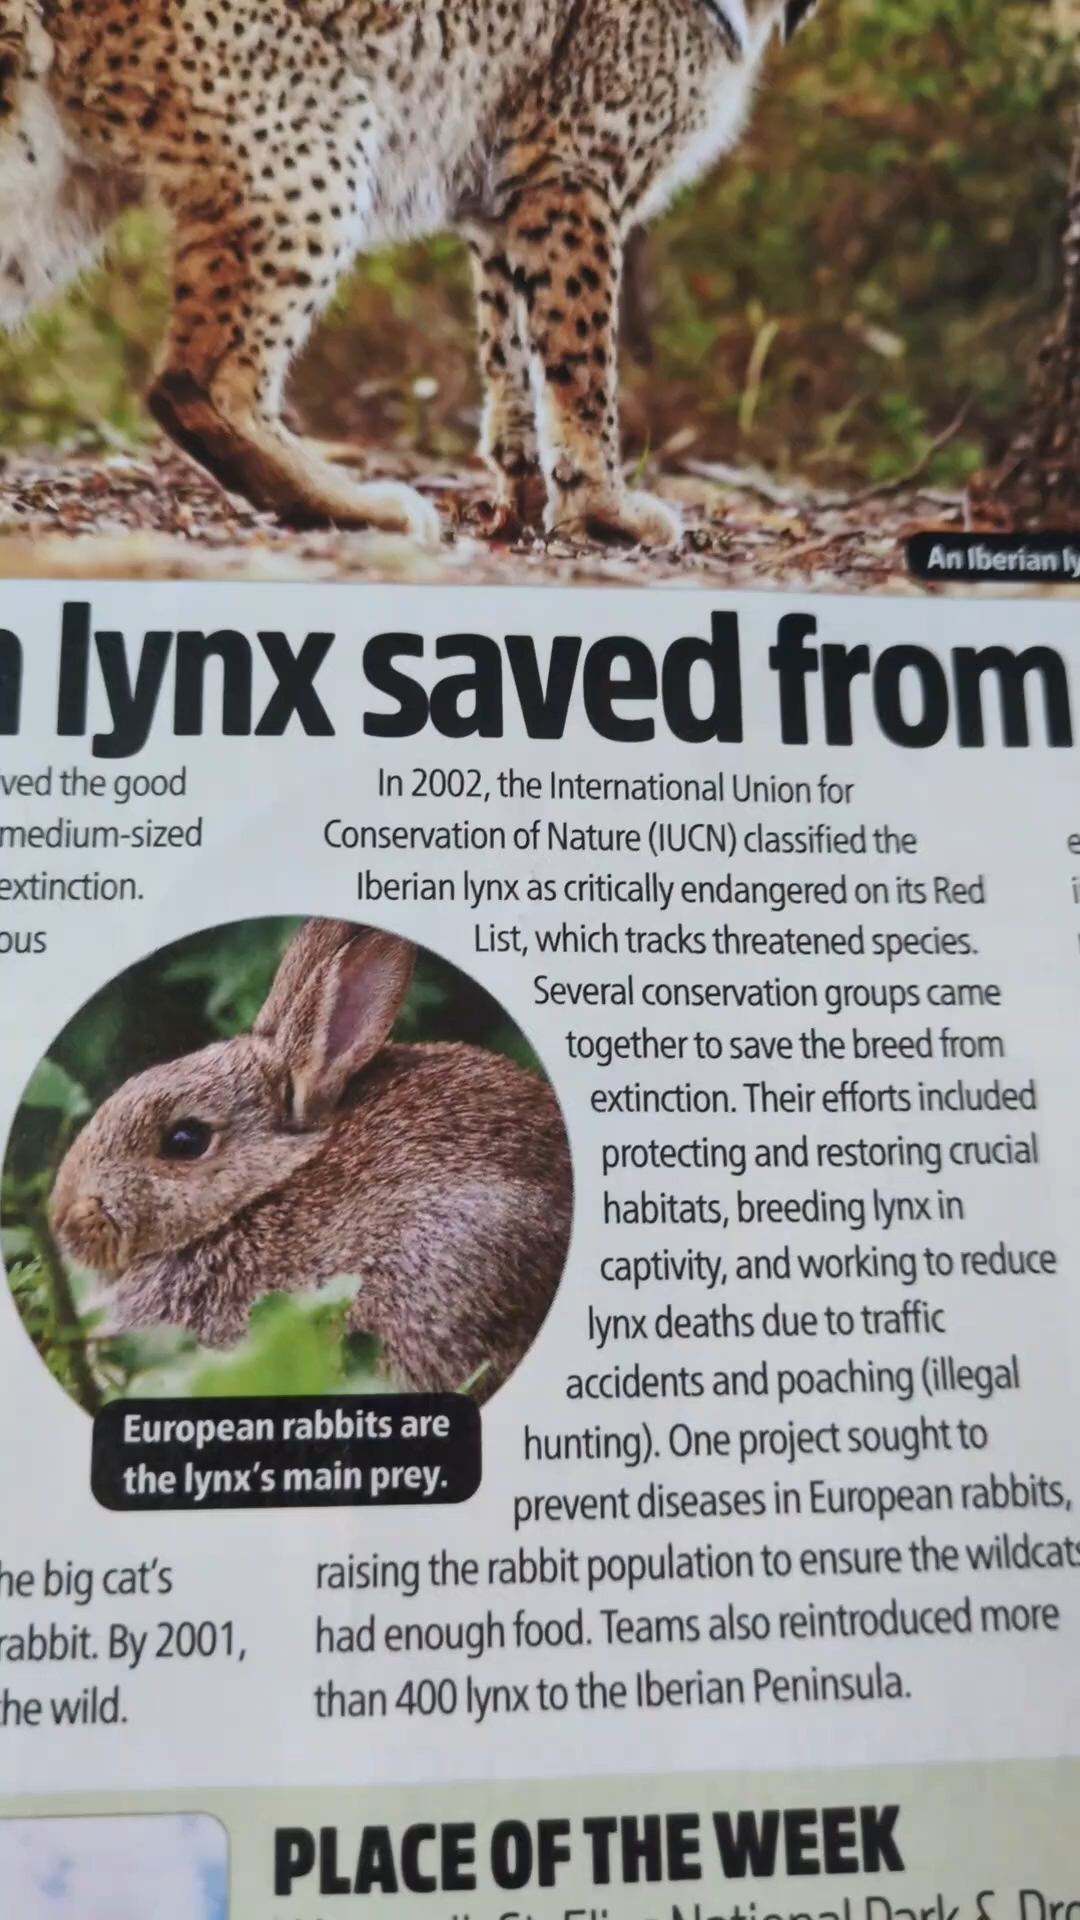 An Iberian
lynx saved from
ved the good
medium-sized
extinction.
ous
he big cat's
rabbit. By 2001,
the wild.
In 2002, the International Union for
Conservation of Nature (IUCN) classified the
Iberian lynx as critically endangered on its Red
List, which tracks threatened species.
Several conservation groups came
together to save the breed from
extinction. Their efforts included
protecting and restoring crucial
habitats, breeding lynx in
captivity, and working to reduce
lynx deaths due to traffic
accidents and poaching (illegal
hunting). One project sought to
prevent diseases in European rabbits,
raising the rabbit population to ensure the wildcats
had enough food. Teams also reintroduced more
than 400 lynx to the Iberian Peninsula.
European rabbits are
the lynx's main prey.
PLACE OF THE WEEK
National Park &